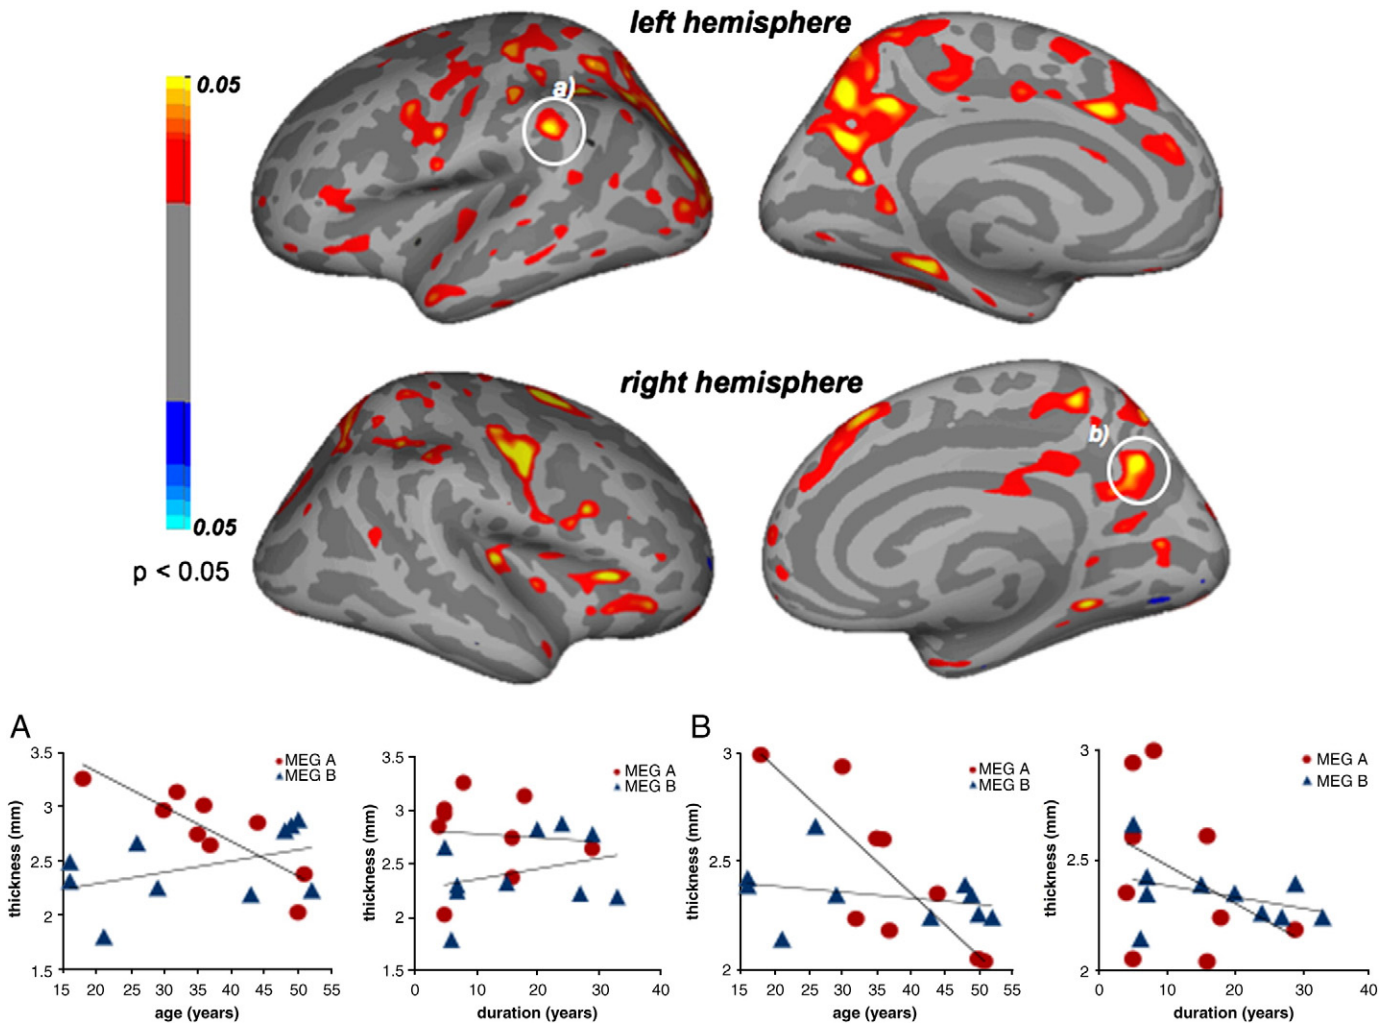 left hemisphere
0.05
a)
right hemisphere
b)
0.05
p < 0.05
A
3.5
3
2.5
2
1.5
thickness (mm)
MEG A
MEG B
15 20 25 30 35 40 45 50 55
age (years)
3.5
3
2.5
2
1.5
thickness (mm)
MEG A
MEG B
0 10 20 30 40
duration (years)
B
3
2.5
2
thickness (mm)
MEG A
MEG B
15 20 25 30 35 40 45 50 55
age (years)
3
2.5
2
thickness (mm)
MEG A
MEG B
0 10 20 30 40
duration (years)